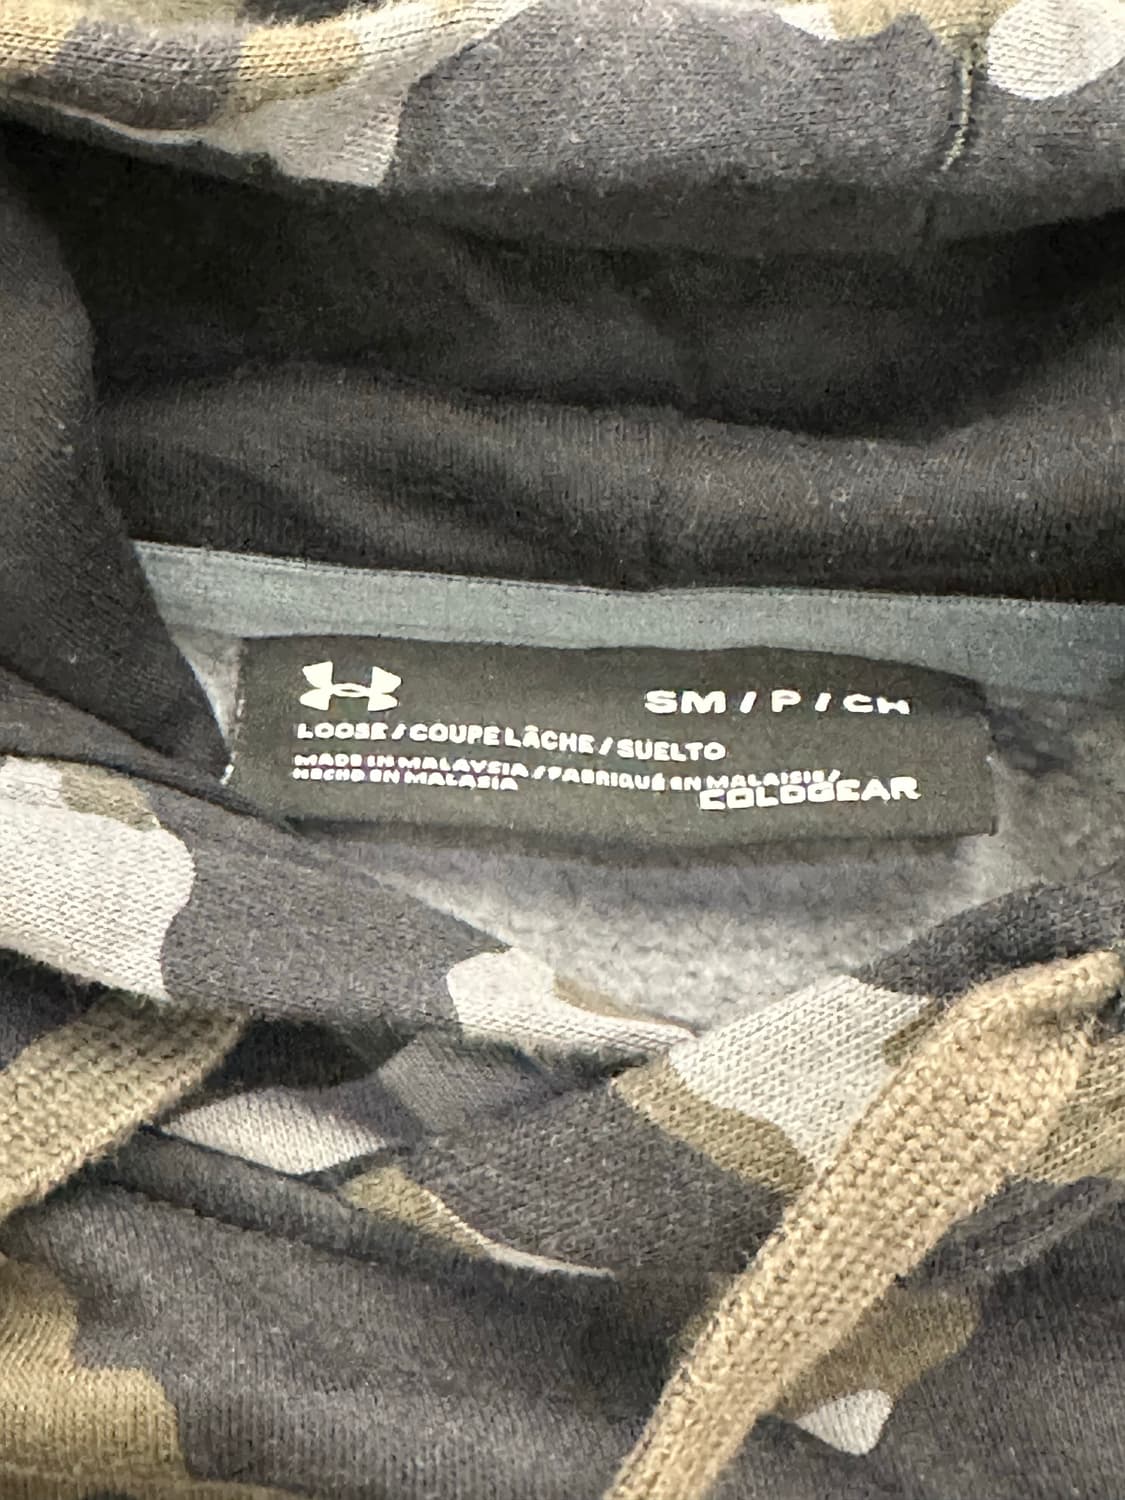 SM / P / CH
LOOSE / COUPE LÂCHE / SUELTO
MADE IN MALAYSIA / FABRIQUÉ EN MALAISIE /
HECHO EN MALASIA
COLDGEAR